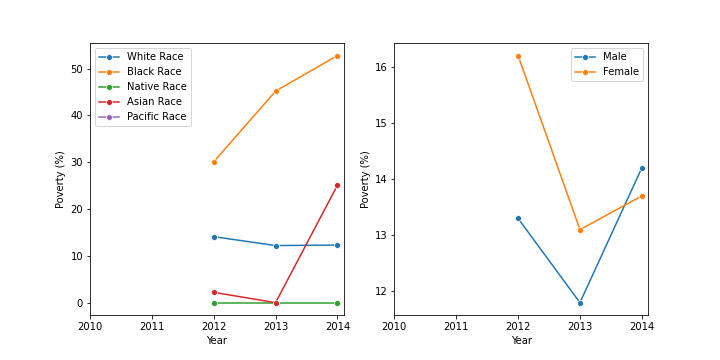 White Race
Black Race
Native Race
Asian Race
Pacific Race
Poverty (%)
50
40
30
20
10
0
2010 2011 2012 2013 2014
Year
Male
Female
Poverty (%)
16
15
14
13
12
2010 2011 2012 2013 2014
Year